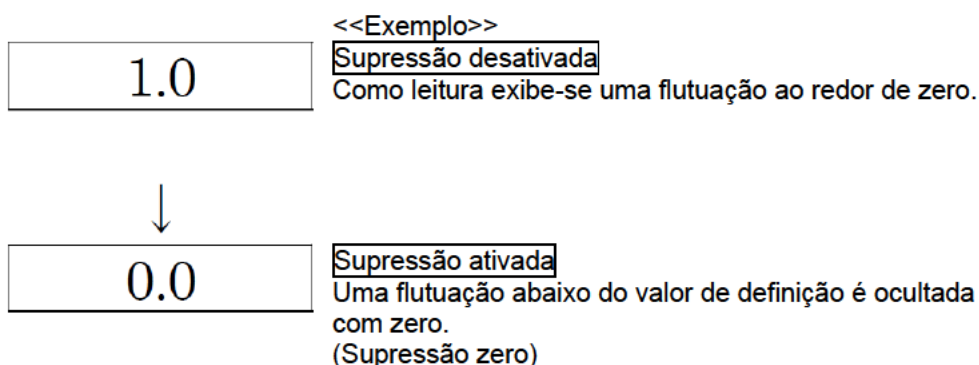 <<Exemplo>>
1.0
Supressão desativada
Como leitura exibe-se uma flutuação ao redor de zero.
↓
0.0
Supressão ativada
Uma flutuação abaixo do valor de definição é ocultada
com zero.
(Supressão zero)